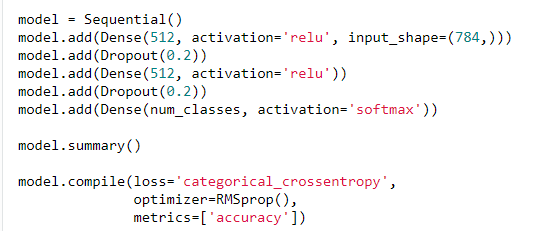 model = Sequential()
model.add(Dense(512, activation='relu', input_shape=(784,)))
model.add(Dropout(0.2))
model.add(Dense(512, activation='relu'))
model.add(Dropout(0.2))
model.add(Dense(num_classes, activation='softmax'))
model.summary()
model.compile(loss='categorical_crossentropy',
optimizer=RMSprop(),
metrics=['accuracy'])